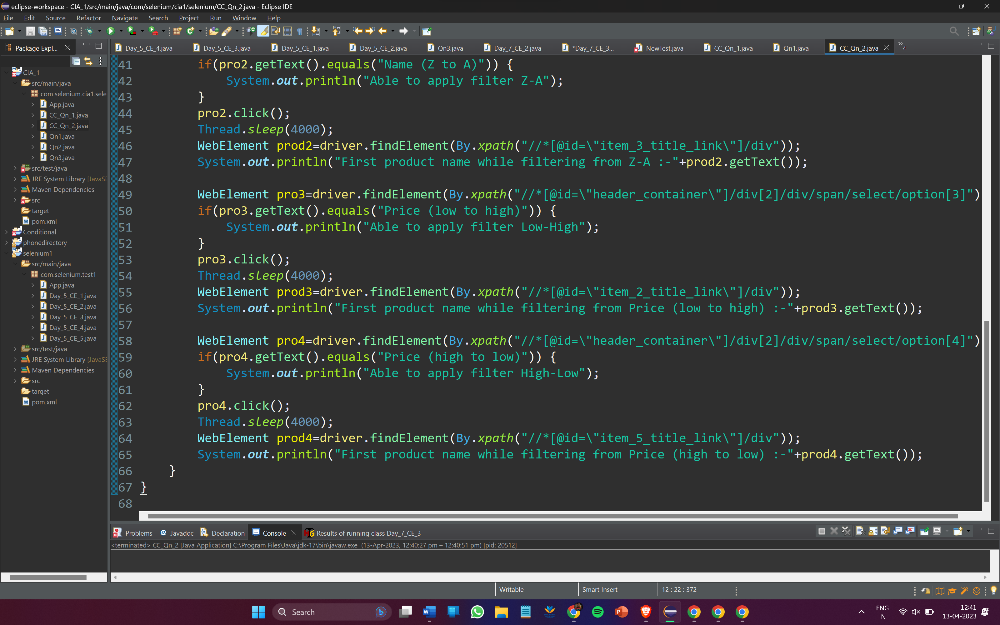 eclipse-workspace - CIA_1/src/main/java/com/selenium/cia1/selenium/CC_Qn_2.java - Eclipse IDE
File Edit Source Refactor Navigate Search Project Run Window Help
Package Expl...
Day_5_CE_4.java Day_5_CE_3.java Day_5_CE_1.java Day_5_CE_2.java Qn3.java Day_7_CE_2.java *Day_7_CE_3... NewTest.java CC_Qn_1.java Qn1.java CC_Qn_2.java »4
CIA_1
src/main/java
com.selenium.cia1.sele
App.java
CC_Qn_1.java
CC_Qn_2.java
Qn1.java
Qn2.java
Qn3.java
src/test/java
JRE System Library [JavaSE
Maven Dependencies
src
target
pom.xml
Conditional
phonedirectory
selenium1
src/main/java
com.selenium.test1
App.java
Day_5_CE_1.java
Day_5_CE_2.java
Day_5_CE_3.java
Day_5_CE_4.java
Day_5_CE_5.java
src/test/java
JRE System Library [JavaSE
Maven Dependencies
src
target
pom.xml
41 if(pro2.getText().equals("Name (Z to A)")) {
42 System.out.println("Able to apply filter Z-A");
43 }
44 pro2.click();
45 Thread.sleep(4000);
46 WebElement prod2=driver.findElement(By.xpath("//*[@id=\"item_3_title_link\"]/div"));
47 System.out.println("First product name while filtering from Z-A :-"+prod2.getText());
48
49 WebElement pro3=driver.findElement(By.xpath("//*[@id=\"header_container\"]/div[2]/div/span/select/option[3]")
50 if(pro3.getText().equals("Price (low to high)")) {
51 System.out.println("Able to apply filter Low-High");
52 }
53 pro3.click();
54 Thread.sleep(4000);
55 WebElement prod3=driver.findElement(By.xpath("//*[@id=\"item_2_title_link\"]/div"));
56 System.out.println("First product name while filtering from Price (low to high) :-"+prod3.getText());
57
58 WebElement pro4=driver.findElement(By.xpath("//*[@id=\"header_container\"]/div[2]/div/span/select/option[4]")
59 if(pro4.getText().equals("Price (high to low)")) {
60 System.out.println("Able to apply filter High-Low");
61 }
62 pro4.click();
63 Thread.sleep(4000);
64 WebElement prod4=driver.findElement(By.xpath("//*[@id=\"item_5_title_link\"]/div"));
65 System.out.println("First product name while filtering from Price (high to low) :-"+prod4.getText());
66 }
67 }
68
Problems Javadoc Declaration Console Results of running class Day_7_CE_3
<terminated> CC_Qn_2 [Java Application] C:\Program Files\Java\jdk-17\bin\javaw.exe (13-Apr-2023, 12:40:27 pm – 12:40:51 pm) [pid: 20512]
Writable Smart Insert 12 : 22 : 372
Search
ENG
IN
12:41
13-04-2023